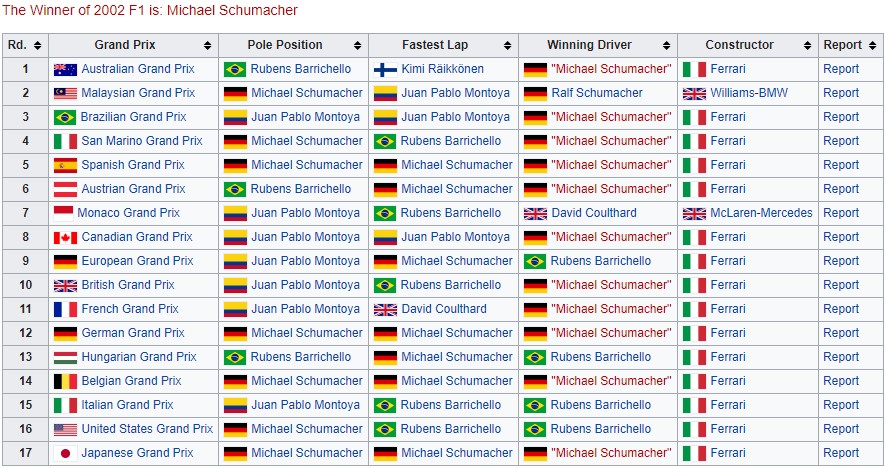 The Winner of 2002 F1 is: Michael Schumacher
Rd. Grand Prix Pole Position Fastest Lap Winning Driver Constructor Report
1 Australian Grand Prix Rubens Barrichello Kimi Räikkönen "Michael Schumacher" Ferrari Report
2 Malaysian Grand Prix Michael Schumacher Juan Pablo Montoya Ralf Schumacher Williams-BMW Report
3 Brazilian Grand Prix Juan Pablo Montoya Juan Pablo Montoya "Michael Schumacher" Ferrari Report
4 San Marino Grand Prix Michael Schumacher Rubens Barrichello "Michael Schumacher" Ferrari Report
5 Spanish Grand Prix Michael Schumacher Michael Schumacher "Michael Schumacher" Ferrari Report
6 Austrian Grand Prix Rubens Barrichello Michael Schumacher "Michael Schumacher" Ferrari Report
7 Monaco Grand Prix Juan Pablo Montoya Rubens Barrichello David Coulthard McLaren-Mercedes Report
8 Canadian Grand Prix Juan Pablo Montoya Juan Pablo Montoya "Michael Schumacher" Ferrari Report
9 European Grand Prix Juan Pablo Montoya Michael Schumacher Rubens Barrichello Ferrari Report
10 British Grand Prix Juan Pablo Montoya Rubens Barrichello "Michael Schumacher" Ferrari Report
11 French Grand Prix Juan Pablo Montoya David Coulthard "Michael Schumacher" Ferrari Report
12 German Grand Prix Michael Schumacher Michael Schumacher "Michael Schumacher" Ferrari Report
13 Hungarian Grand Prix Rubens Barrichello Michael Schumacher Rubens Barrichello Ferrari Report
14 Belgian Grand Prix Michael Schumacher Michael Schumacher "Michael Schumacher" Ferrari Report
15 Italian Grand Prix Juan Pablo Montoya Rubens Barrichello Rubens Barrichello Ferrari Report
16 United States Grand Prix Michael Schumacher Rubens Barrichello Rubens Barrichello Ferrari Report
17 Japanese Grand Prix Michael Schumacher Michael Schumacher "Michael Schumacher" Ferrari Report